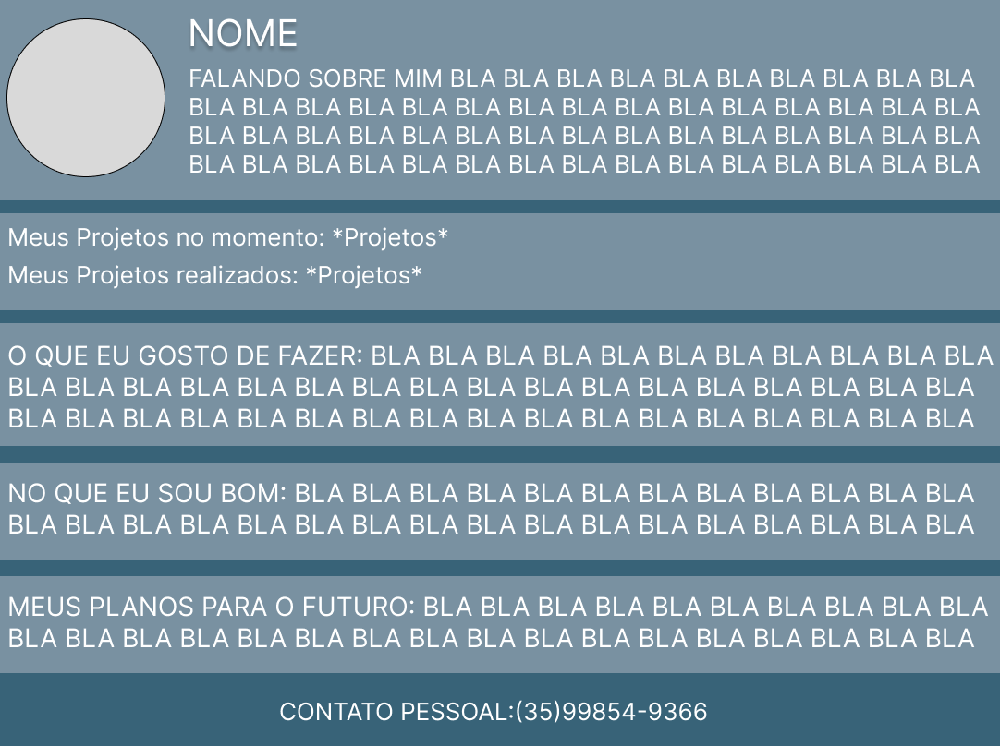 NOME
FALANDO SOBRE MIM BLA BLA BLA BLA BLA BLA BLA BLA BLA BLA
BLA BLA BLA BLA BLA BLA BLA BLA BLA BLA BLA BLA BLA BLA BLA
BLA BLA BLA BLA BLA BLA BLA BLA BLA BLA BLA BLA BLA BLA BLA
BLA BLA BLA BLA BLA BLA BLA BLA BLA BLA BLA BLA BLA BLA BLA
Meus Projetos no momento: *Projetos*
Meus Projetos realizados: *Projetos*
O QUE EU GOSTO DE FAZER: BLA BLA BLA BLA BLA BLA BLA BLA BLA BLA BLA
BLA BLA BLA BLA BLA BLA BLA BLA BLA BLA BLA BLA BLA BLA BLA BLA BLA
BLA BLA BLA BLA BLA BLA BLA BLA BLA BLA BLA BLA BLA BLA BLA BLA BLA
NO QUE EU SOU BOM: BLA BLA BLA BLA BLA BLA BLA BLA BLA BLA BLA BLA
BLA BLA BLA BLA BLA BLA BLA BLA BLA BLA BLA BLA BLA BLA BLA BLA BLA
MEUS PLANOS PARA O FUTURO: BLA BLA BLA BLA BLA BLA BLA BLA BLA BLA
BLA BLA BLA BLA BLA BLA BLA BLA BLA BLA BLA BLA BLA BLA BLA BLA BLA
CONTATO PESSOAL:(35)99854-9366